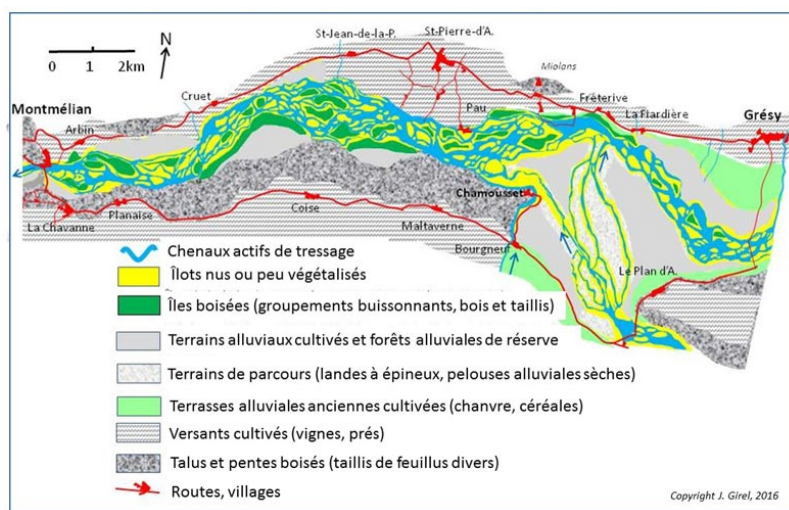 St-Jean-de-la-P.
St-Pierre-d'A.
N
0 1 2km
Miolans
Montmélian
Cruet
Arbin
Pau
Fréterive
La Flardière
Grésy
Chamousset
La Chavanne
Planaise
Coise
Maltaverne
Bourgneuf
Le Plan d'A.
Chenaux actifs de tressage
Îlots nus ou peu végétalisés
Îles boisées (groupements buissonnants, bois et taillis)
Terrains alluviaux cultivés et forêts alluviales de réserve
Terrains de parcours (landes à épineux, pelouses alluviales sèches)
Terrasses alluviales anciennes cultivées (chanvre, céréales)
Versants cultivés (vignes, prés)
Talus et pentes boisés (taillis de feuillus divers)
Routes, villages
Copyright J. Girel, 2016